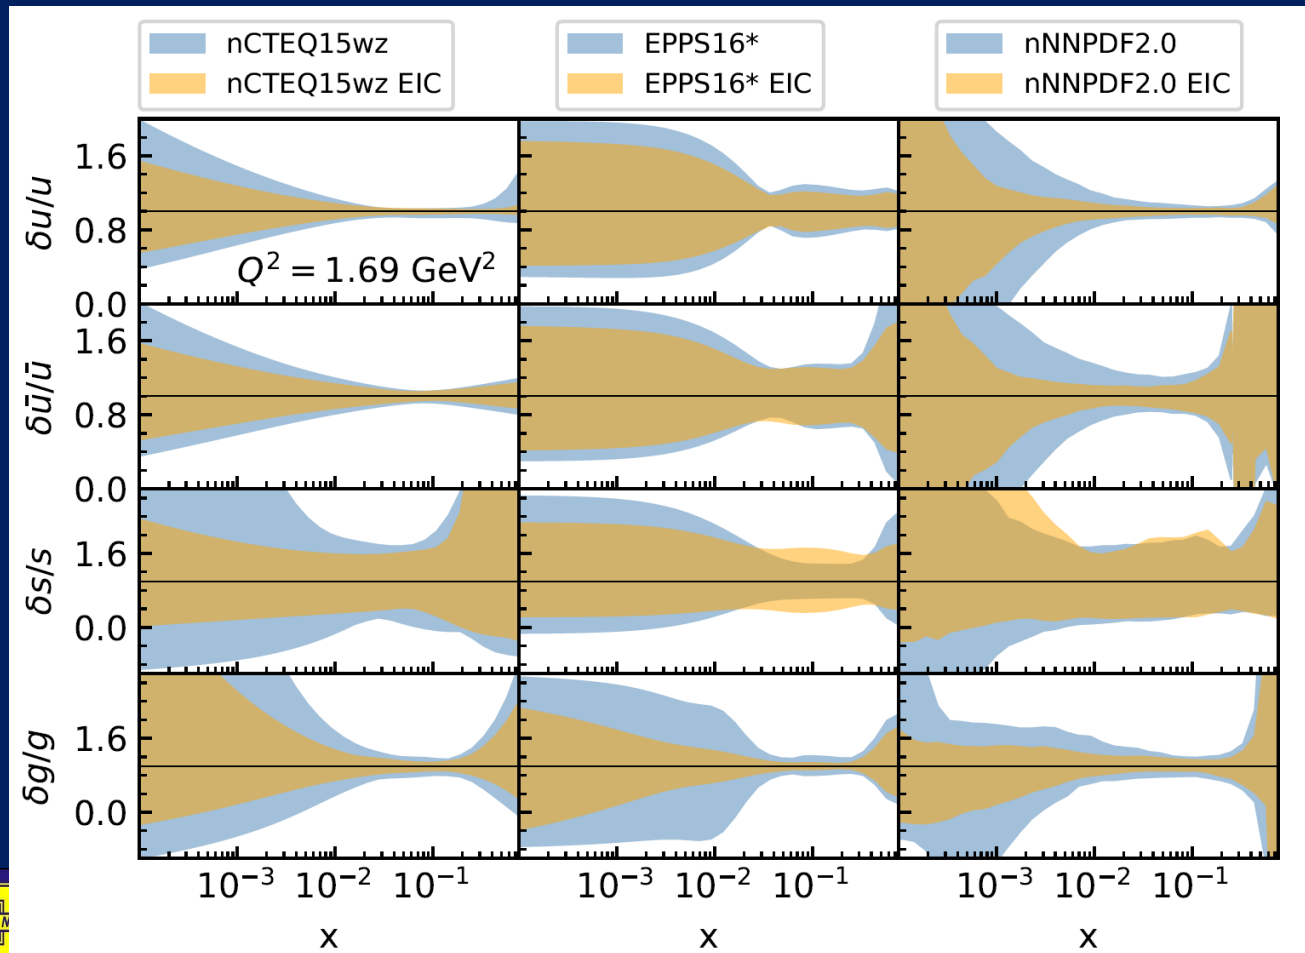 nCTEQ15wz
nCTEQ15wz EIC
EPPS16*
EPPS16* EIC
nNNPDF2.0
nNNPDF2.0 EIC
δu/u
1.6
0.8
0.0
Q² = 1.69 GeV²
δū/ū
1.6
0.8
0.0
δs/s
1.6
0.0
δg/g
1.6
0.0
10⁻³ 10⁻² 10⁻¹ 10⁻³ 10⁻² 10⁻¹ 10⁻³ 10⁻² 10⁻¹
x x x